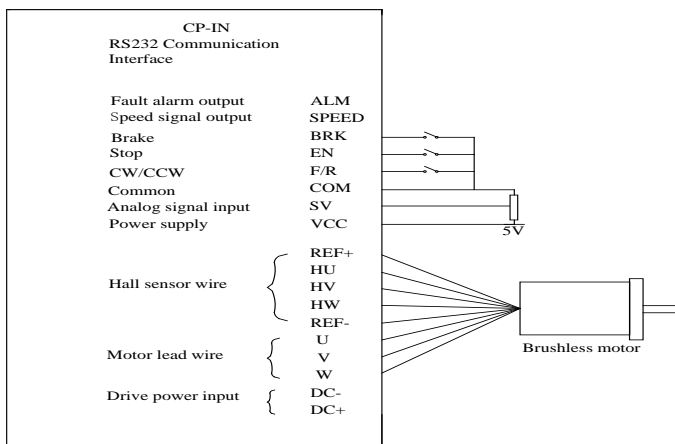 CP-IN
RS232 Communication
Interface
Fault alarm output ALM
Speed signal output SPEED
Brake BRK
Stop EN
CW/CCW F/R
Common COM
Analog signal input SV
Power supply VCC
5V
REF+
HU
Hall sensor wire HV
HW
REF-
U
Motor lead wire V
W
Drive power input DC-
DC+
Brushless motor